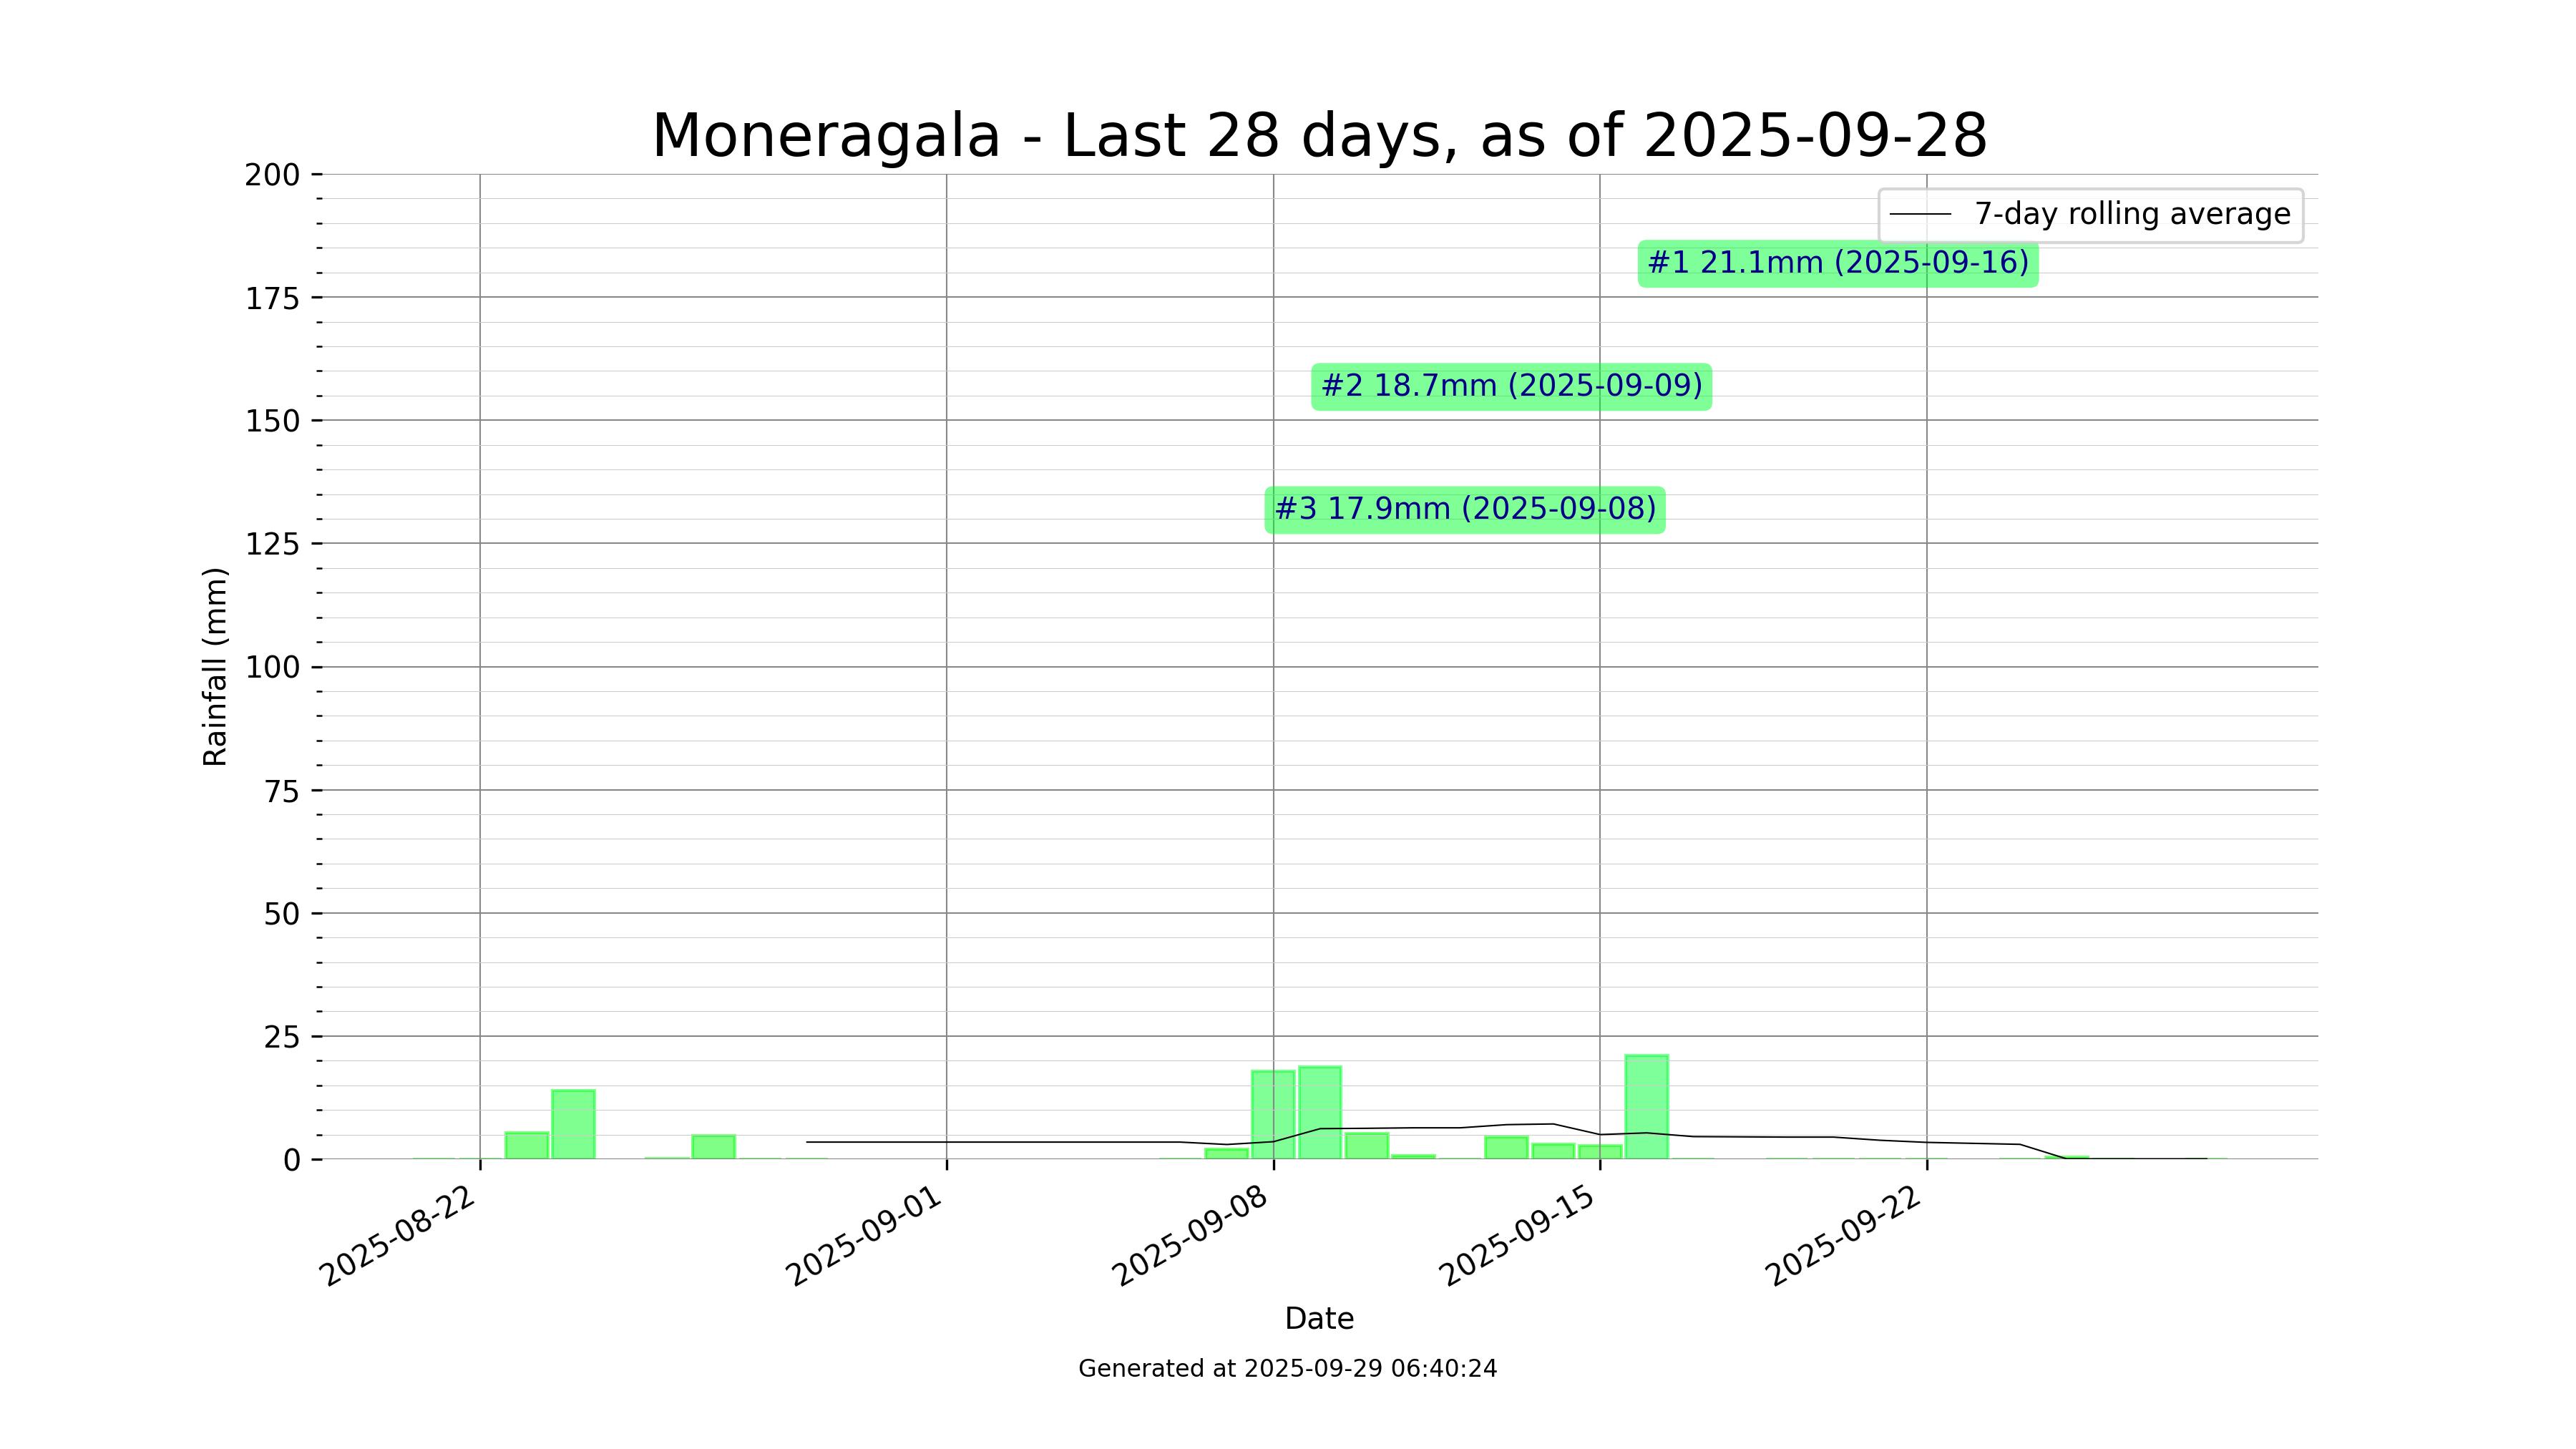 Moneragala - Last 28 days, as of 2025-09-28
200
175
150
125
100
75
50
25
0
Rainfall (mm)
7-day rolling average
#1 21.1mm (2025-09-16)
#2 18.7mm (2025-09-09)
#3 17.9mm (2025-09-08)
2025-08-22
2025-09-01
2025-09-08
2025-09-15
2025-09-22
Date
Generated at 2025-09-29 06:40:24